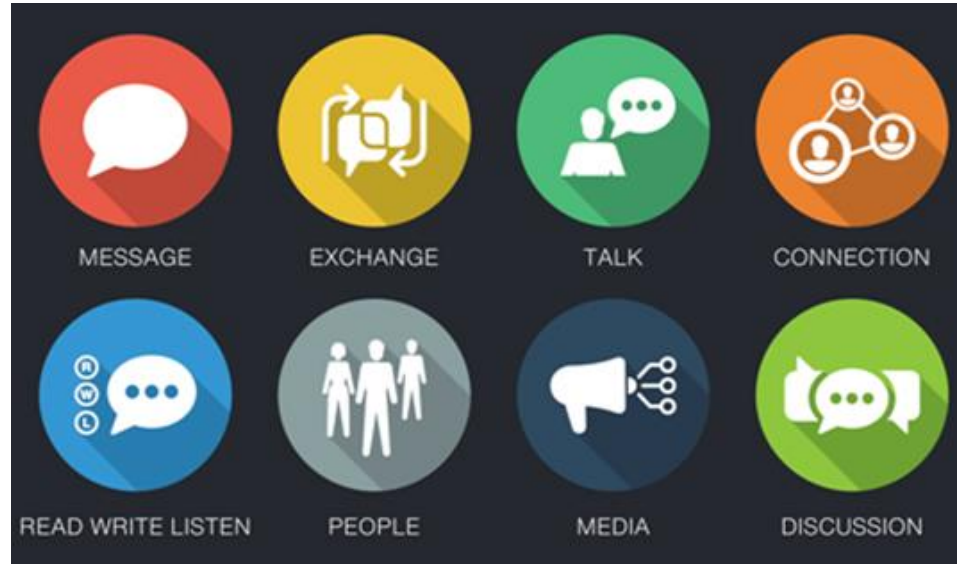 MESSAGE EXCHANGE TALK CONNECTION
R
W
L
READ WRITE LISTEN PEOPLE MEDIA DISCUSSION